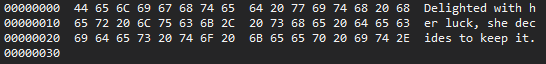 00000000  44 65 6C 69 67 68 74 65  64 20 77 69 74 68 20 68  Delighted with h
00000010  65 72 20 6C 75 63 6B 2C  20 73 68 65 20 64 65 63  er luck, she dec
00000020  69 64 65 73 20 74 6F 20  6B 65 65 70 20 69 74 2E  ides to keep it.
00000030